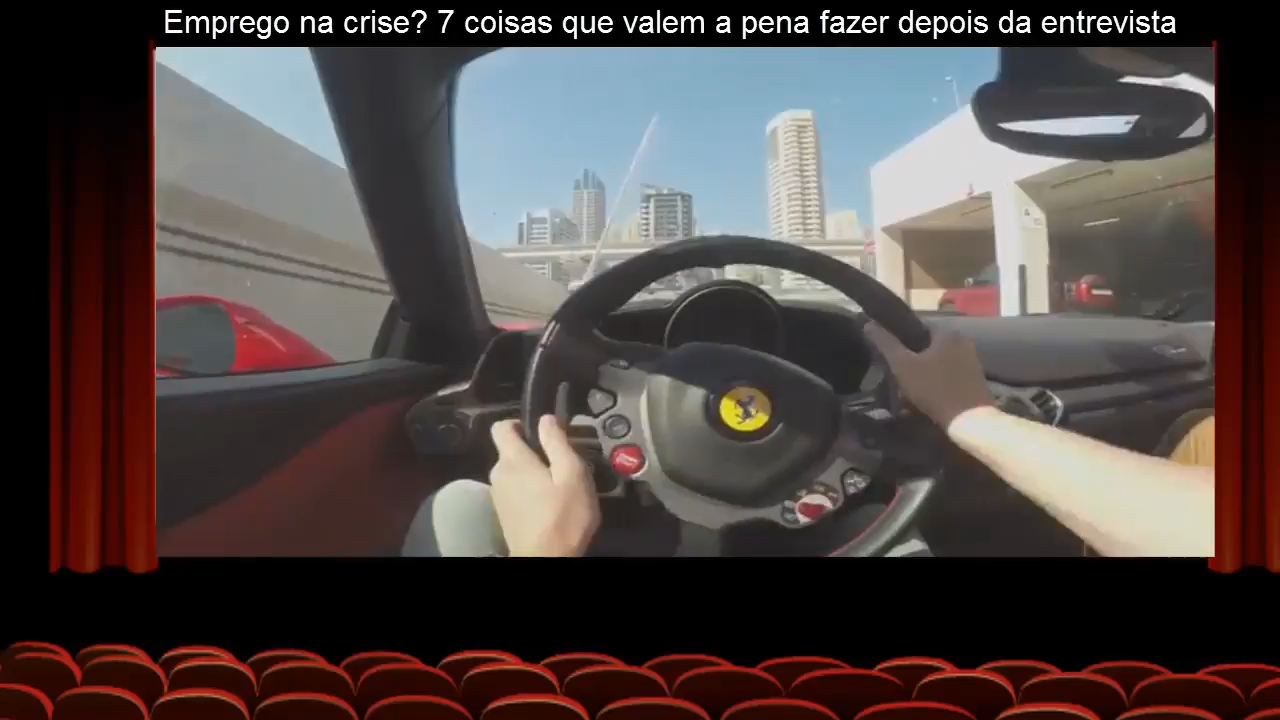 Emprego na crise? 7 coisas que valem a pena fazer depois da entrevista